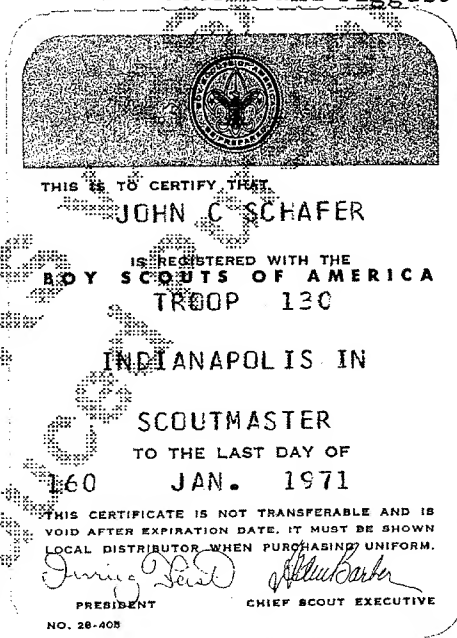 THIS IS TO CERTIFY THAT
JOHN C SCHAFER
IS REGISTERED WITH THE
BOY SCOUTS OF AMERICA
TROOP 130
INDIANAPOLIS IN
SCOUTMASTER
TO THE LAST DAY OF
160 JAN. 1971
THIS CERTIFICATE IS NOT TRANSFERABLE AND IS
VOID AFTER EXPIRATION DATE. IT MUST BE SHOWN
LOCAL DISTRIBUTOR WHEN PURCHASING UNIFORM.
PRESIDENT CHIEF SCOUT EXECUTIVE
NO. 28-405